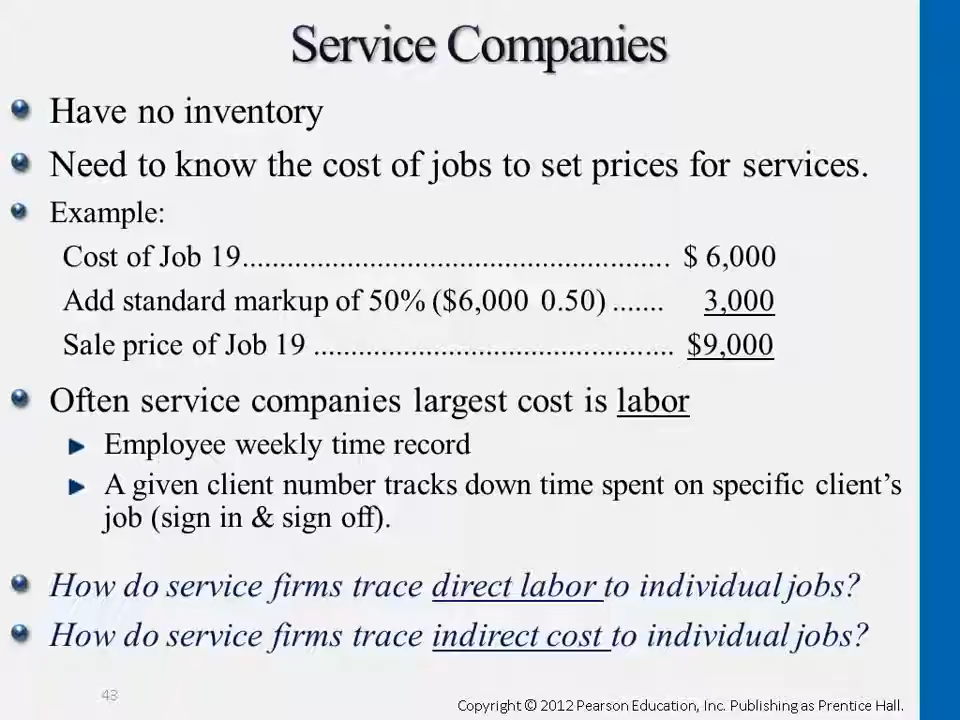 Service Companies
Have no inventory
Need to know the cost of jobs to set prices for services.
Example:
Cost of Job 19......................................................... $ 6,000
Add standard markup of 50% ($6,000 0.50) ....... 3,000
Sale price of Job 19 ................................................ $9,000
Often service companies largest cost is labor
Employee weekly time record
A given client number tracks down time spent on specific client’s
job (sign in & sign off).
How do service firms trace direct labor to individual jobs?
How do service firms trace indirect cost to individual jobs?
43
Copyright © 2012 Pearson Education, Inc. Publishing as Prentice Hall.